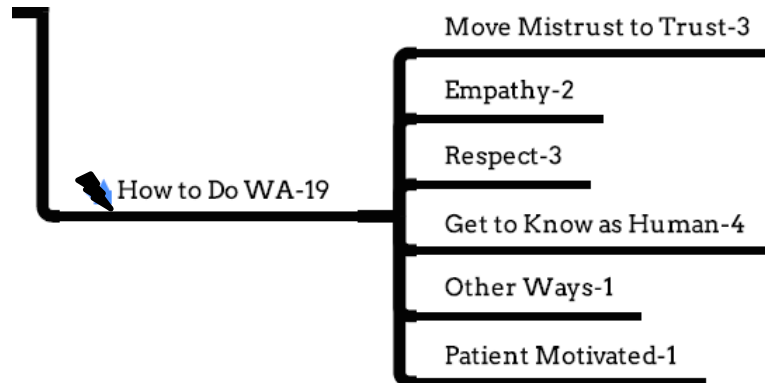 Move Mistrust to Trust-3
Empathy-2
Respect-3
How to Do WA-19
Get to Know as Human-4
Other Ways-1
Patient Motivated-1